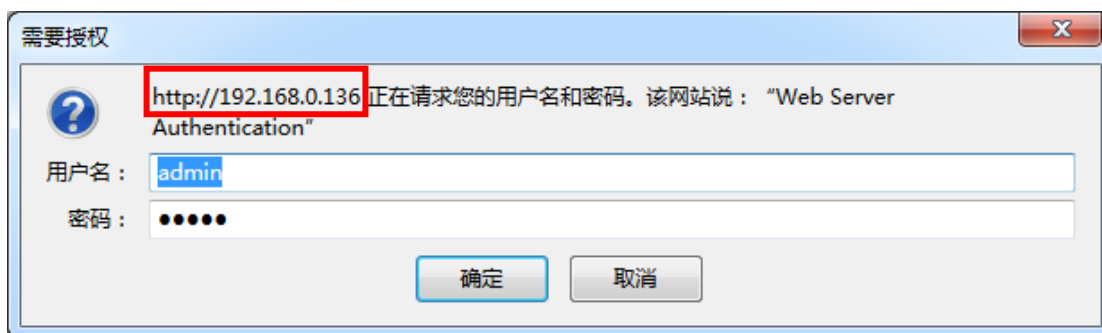 需要授权
http://192.168.0.136 正在请求您的用户名和密码。该网站说： “Web Server
Authentication”
用户名： admin
密码： •••••
确定 取消